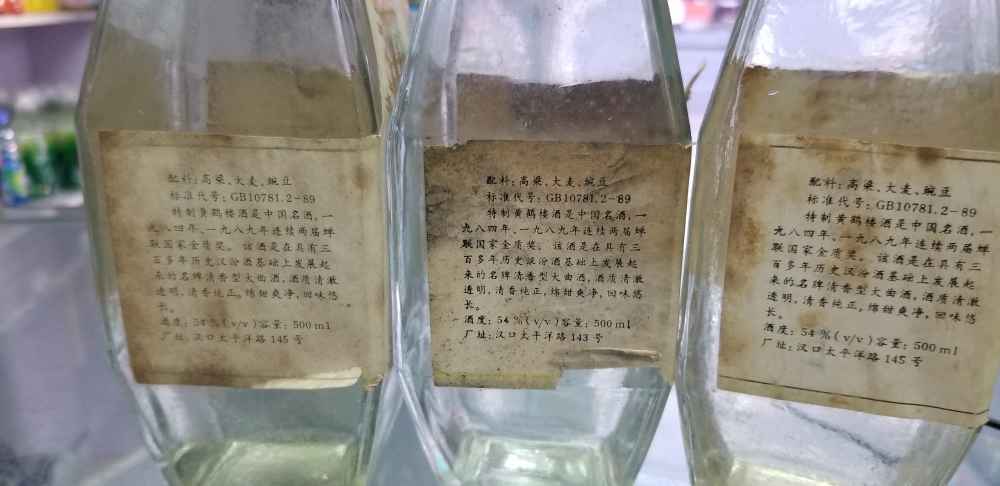 配料：高粱、大麦、豌豆
标准代号：GB10781.2-89
特制黄鹤楼酒是中国名酒，一
九八四年、一九八九年连续两届蝉
联国家金质奖。该酒是在具有三
百多年历史汉汾酒基础上发展起
来的名牌清香型大曲酒，酒质清澈
透明，清香纯正，绵甜爽净，回味悠
长。
酒度：54%(v/v)容量：500ml
厂址：汉口太平洋路145号
配料：高粱、大麦、豌豆
标准代号：GB10781.2-89
特制黄鹤楼酒是中国名酒，一
九八四年、一九八九年连续两届蝉
联国家金质奖。该酒是在具有三
百多年历史汉汾酒基础上发展起
来的名牌清香型大曲酒，酒质清澈
透明，清香纯正，绵甜爽净，回味悠
长。
酒度：54%(v/v)容量：500ml
厂址：汉口太平洋路143号
配料：高粱、大麦、豌豆
标准代号：GB10781.2-89
特制黄鹤楼酒是中国名酒，一
九八四年、一九八九年连续两届蝉
联国家金质奖。该酒是在具有三
百多年历史汉汾酒基础上发展起
来的名牌清香型大曲酒，酒质清澈
透明，清香纯正，绵甜爽净，回味悠
长。
酒度：54%(v/v)容量：500ml
厂址：汉口太平洋路145号